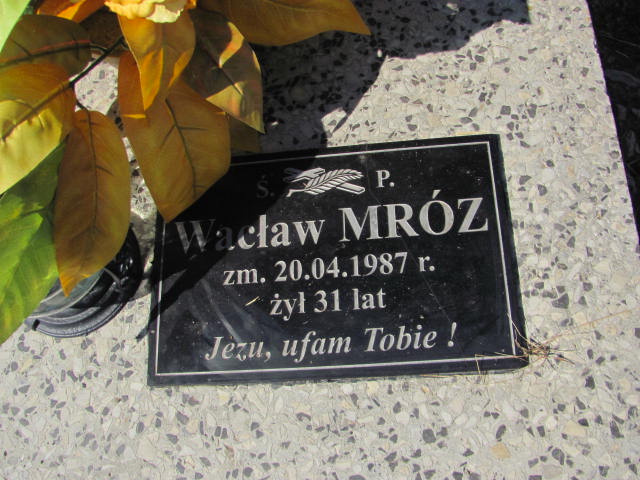 Ś. P.
Wacław MRÓZ
zm. 20.04.1987 r.
żył 31 lat
Jezu, ufam Tobie !